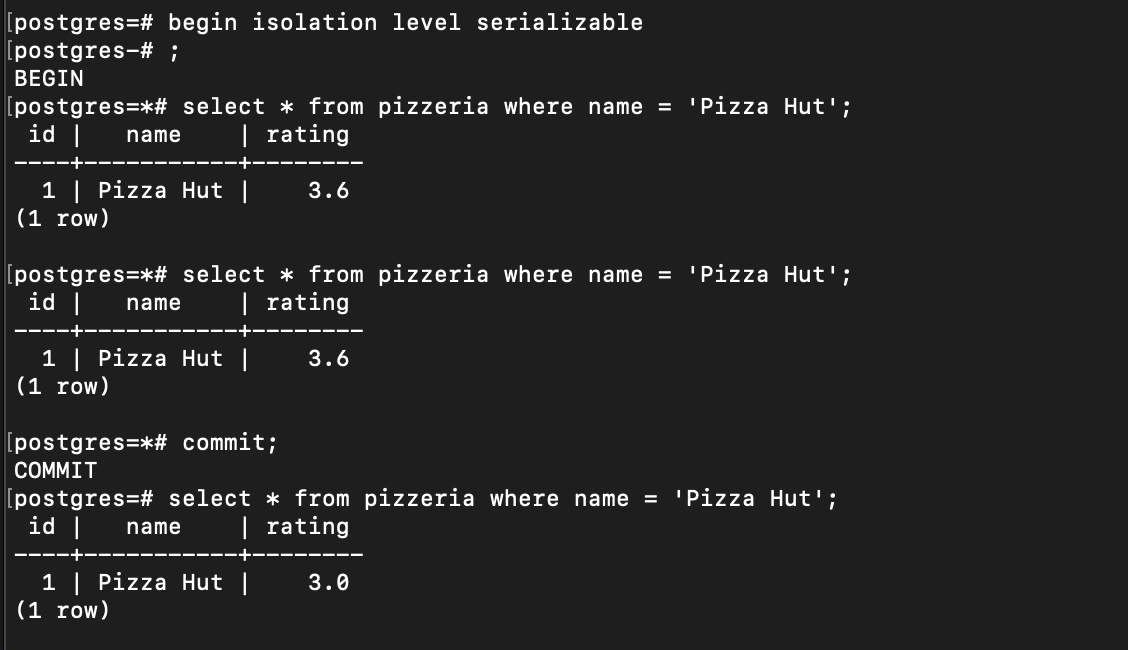 [postgres=# begin isolation level serializable
[postgres-# ;
BEGIN
[postgres=*# select * from pizzeria where name = 'Pizza Hut';
 id |   name    | rating
----+-----------+--------
  1 | Pizza Hut |    3.6
(1 row)

[postgres=*# select * from pizzeria where name = 'Pizza Hut';
 id |   name    | rating
----+-----------+--------
  1 | Pizza Hut |    3.6
(1 row)

[postgres=*# commit;
COMMIT
[postgres=# select * from pizzeria where name = 'Pizza Hut';
 id |   name    | rating
----+-----------+--------
  1 | Pizza Hut |    3.0
(1 row)